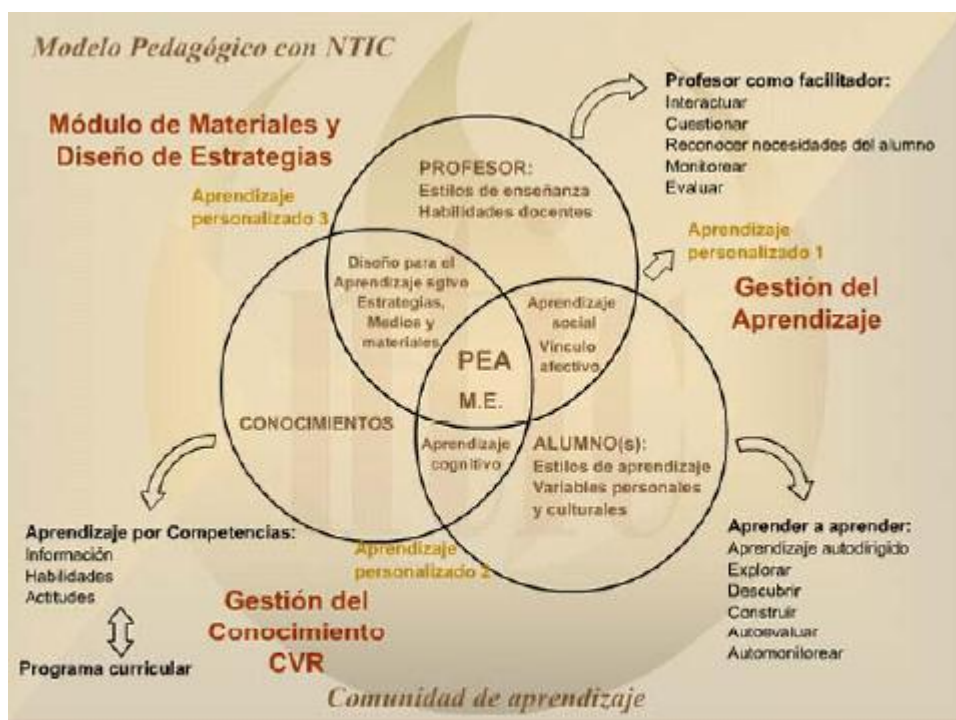 Modelo Pedagógico con NTIC
Módulo de Materiales y
Diseño de Estrategias
Aprendizaje
personalizado 3
PROFESOR:
Estilos de enseñanza
Habilidades docentes
Profesor como facilitador:
Interactuar
Cuestionar
Reconocer necesidades del alumno
Monitorear
Evaluar
Aprendizaje
personalizado 1
Gestión del
Aprendizaje
Diseño para el
Aprendizaje sgtvo
Estrategias,
Medios y
materiales
Aprendizaje
social
Vínculo
afectivo
PEA
M.E.
CONOCIMIENTOS
Aprendizaje
cognitivo
ALUMNO(s):
Estilos de aprendizaje
Variables personales
y culturales
Aprendizaje por Competencias:
Información
Habilidades
Actitudes
Programa curricular
Aprendizaje
personalizado 2
Gestión del
Conocimiento
CVR
Aprender a aprender:
Aprendizaje autodirigido
Explorar
Descubrir
Construir
Autoevaluar
Automonitorear
Comunidad de aprendizaje